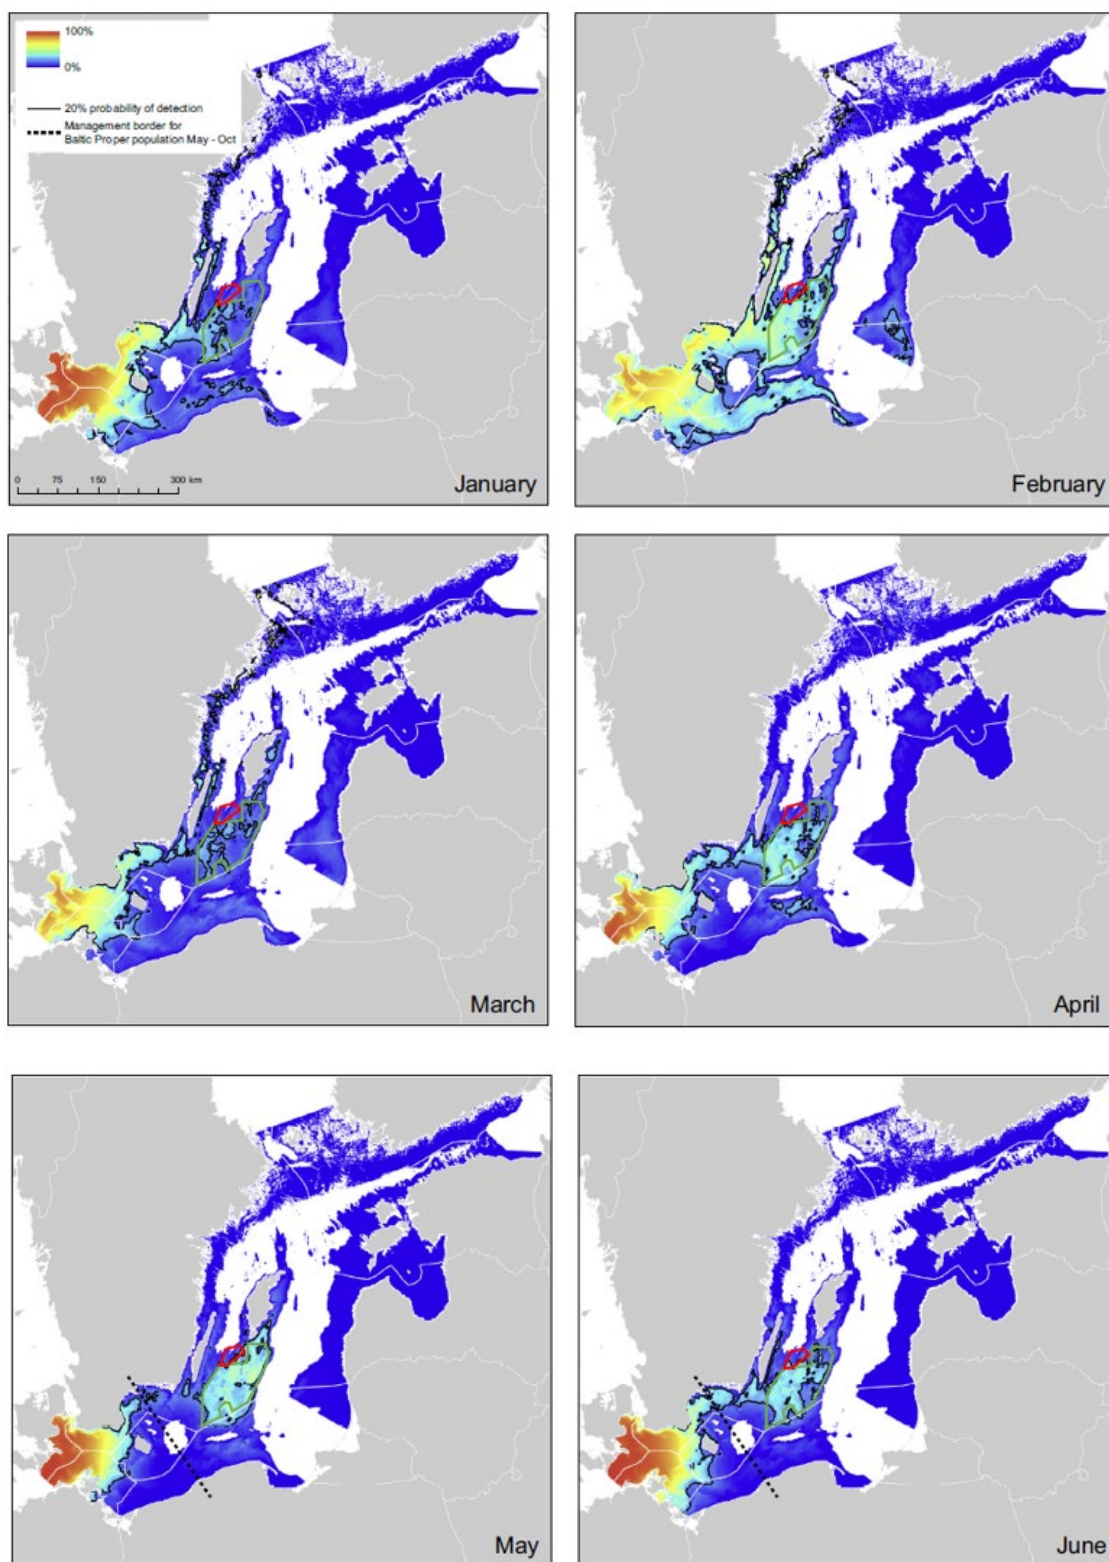 100%
0%
20% probability of detection
Management border for
Baltic Proper population May - Oct
0 75 150 300 km
January
February
March
April
May
June